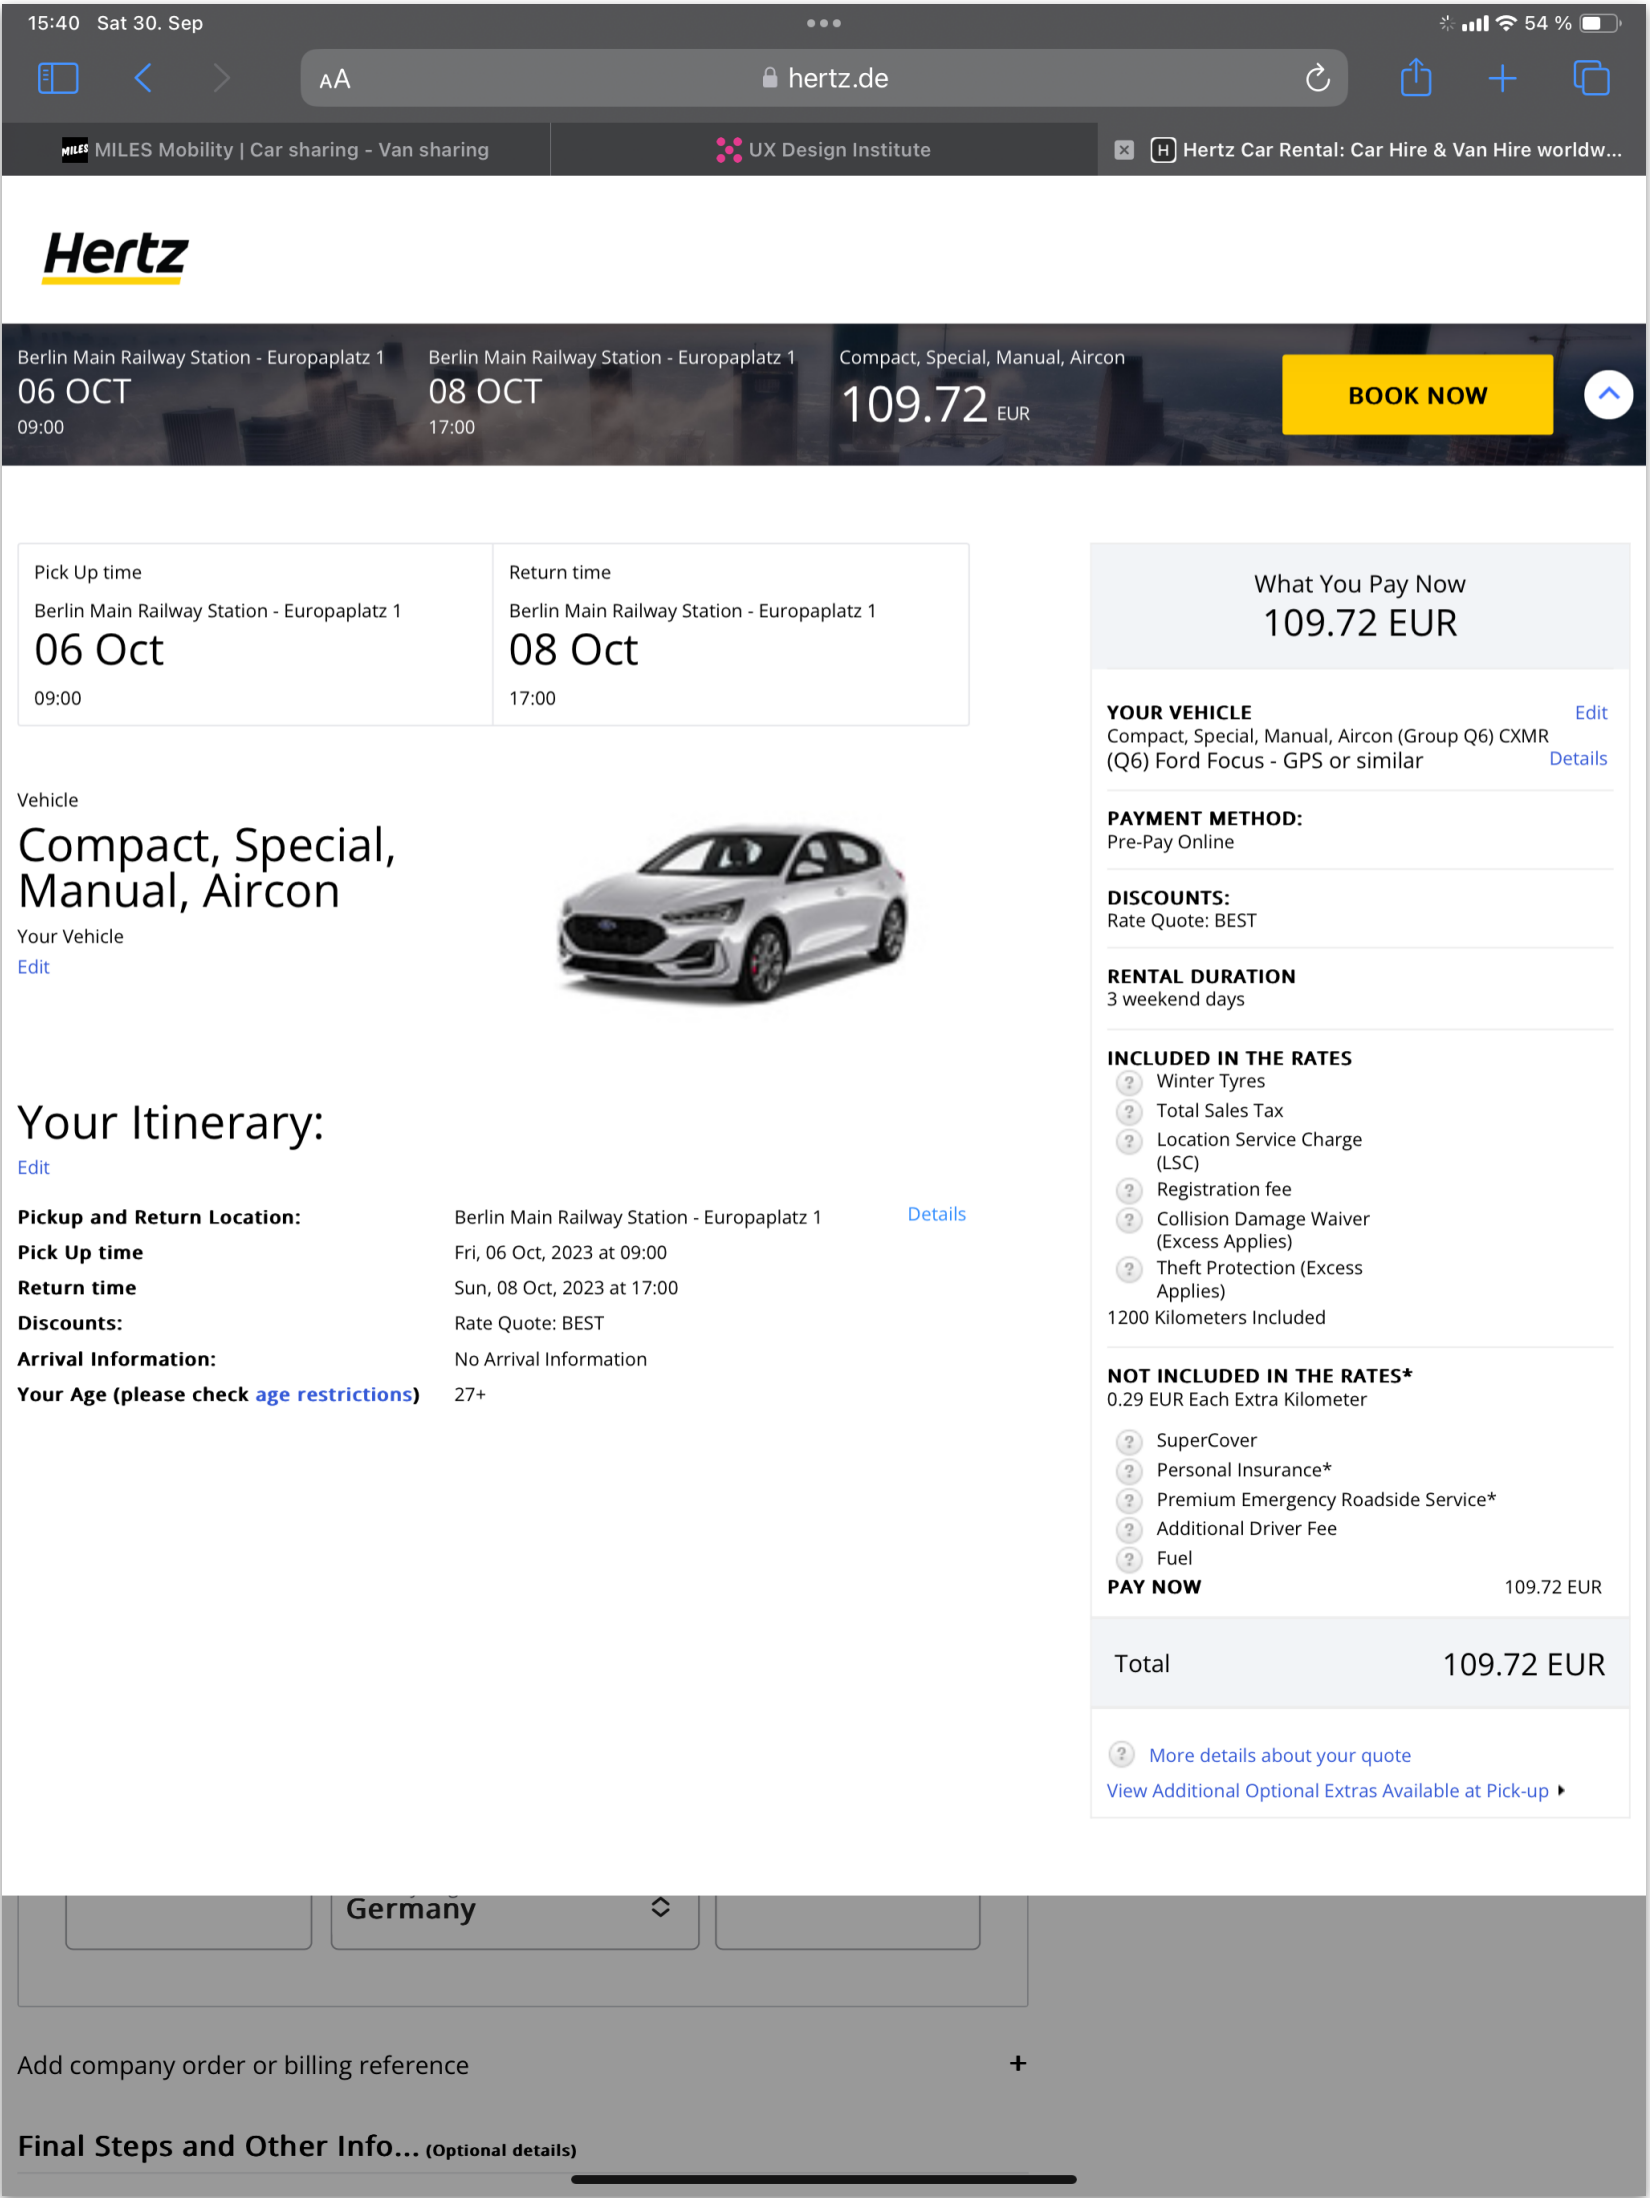 15:40 Sat 30. Sep
54 %
AA
hertz.de
MILES MILES Mobility | Car sharing - Van sharing
UX Design Institute
H Hertz Car Rental: Car Hire & Van Hire worldw...
Hertz
Berlin Main Railway Station - Europaplatz 1
06 OCT
09:00
Berlin Main Railway Station - Europaplatz 1
08 OCT
17:00
Compact, Special, Manual, Aircon
109.72 EUR
BOOK NOW
Pick Up time
Berlin Main Railway Station - Europaplatz 1
06 Oct
09:00
Return time
Berlin Main Railway Station - Europaplatz 1
08 Oct
17:00
Vehicle
Compact, Special,
Manual, Aircon
Your Vehicle
Edit
Your Itinerary:
Edit
Pickup and Return Location: Berlin Main Railway Station - Europaplatz 1 Details
Pick Up time Fri, 06 Oct, 2023 at 09:00
Return time Sun, 08 Oct, 2023 at 17:00
Discounts: Rate Quote: BEST
Arrival Information: No Arrival Information
Your Age (please check age restrictions) 27+
What You Pay Now
109.72 EUR
YOUR VEHICLE Edit
Compact, Special, Manual, Aircon (Group Q6) CXMR
(Q6) Ford Focus - GPS or similar Details
PAYMENT METHOD:
Pre-Pay Online
DISCOUNTS:
Rate Quote: BEST
RENTAL DURATION
3 weekend days
INCLUDED IN THE RATES
? Winter Tyres
? Total Sales Tax
? Location Service Charge
(LSC)
? Registration fee
? Collision Damage Waiver
(Excess Applies)
? Theft Protection (Excess
Applies)
1200 Kilometers Included
NOT INCLUDED IN THE RATES*
0.29 EUR Each Extra Kilometer
? SuperCover
? Personal Insurance*
? Premium Emergency Roadside Service*
? Additional Driver Fee
? Fuel
PAY NOW 109.72 EUR
Total 109.72 EUR
? More details about your quote
View Additional Optional Extras Available at Pick-up
Germany
Add company order or billing reference +
Final Steps and Other Info... (Optional details)